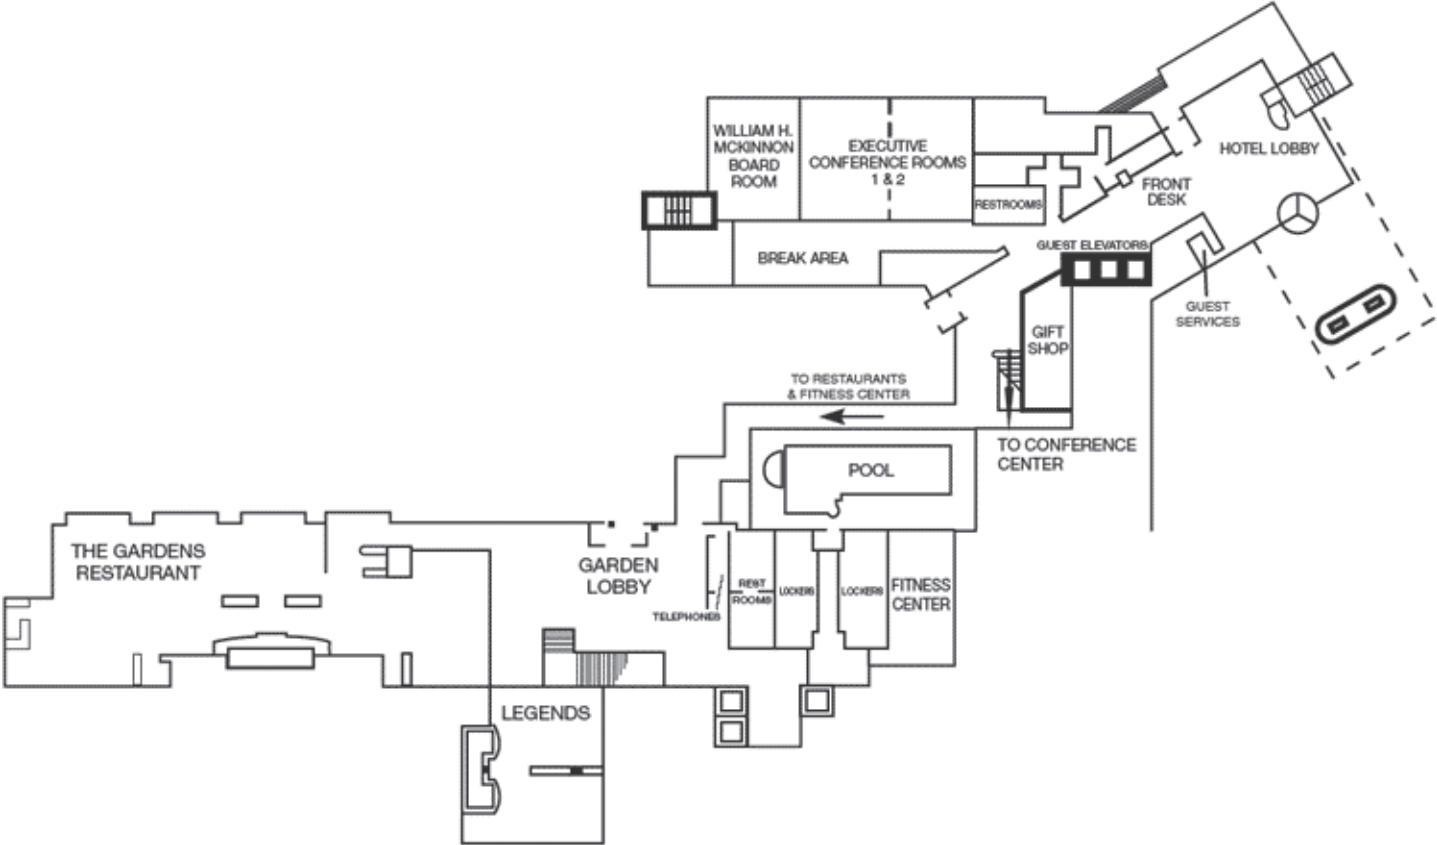 WILLIAM H.
MCKINNON
BOARD
ROOM
EXECUTIVE
CONFERENCE ROOMS
1 & 2
RESTROOMS
HOTEL LOBBY
FRONT
DESK
BREAK AREA
GUEST ELEVATORS
GUEST
SERVICES
GIFT
SHOP
TO RESTAURANTS
& FITNESS CENTER
TO CONFERENCE
CENTER
POOL
THE GARDENS
RESTAURANT
GARDEN
LOBBY
TELEPHONES
REST
ROOMS
LOCKERS
LOCKERS
FITNESS
CENTER
LEGENDS